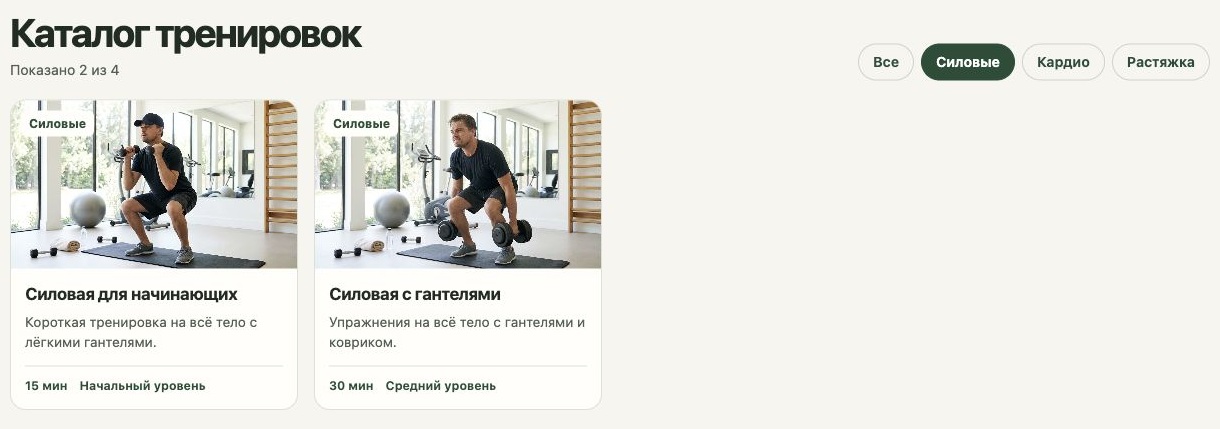 Каталог тренировок
Показано 2 из 4
Все
Силовые
Кардио
Растяжка
Силовые
Силовая для начинающих
Короткая тренировка на всё тело с
лёгкими гантелями.
15 мин Начальный уровень
Силовые
Силовая с гантелями
Упражнения на всё тело с гантелями и
ковриком.
30 мин Средний уровень